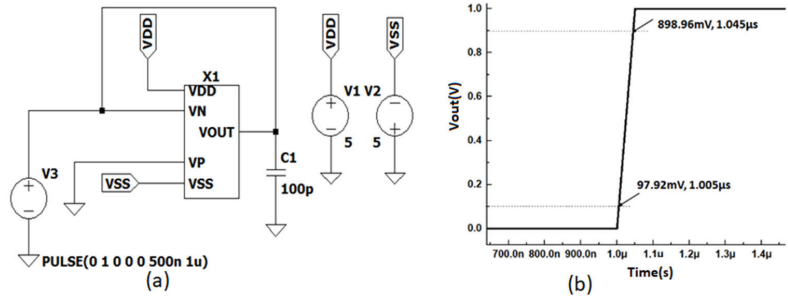 VDD
X1
VDD
VN
VOUT
VP
VSS
VSS
V3
C1
100p
PULSE(0 1 0 0 0 500n 1u)
(a)
VDD
VSS
V1 V2
5 5
898.96mV, 1.045µs
97.92mV, 1.005µs
Vout(V)
1.0
0.8
0.6
0.4
0.2
0.0
700.0n 800.0n 900.0n 1.0µ 1.1µ 1.2µ 1.3µ 1.4µ
Time(s)
(b)